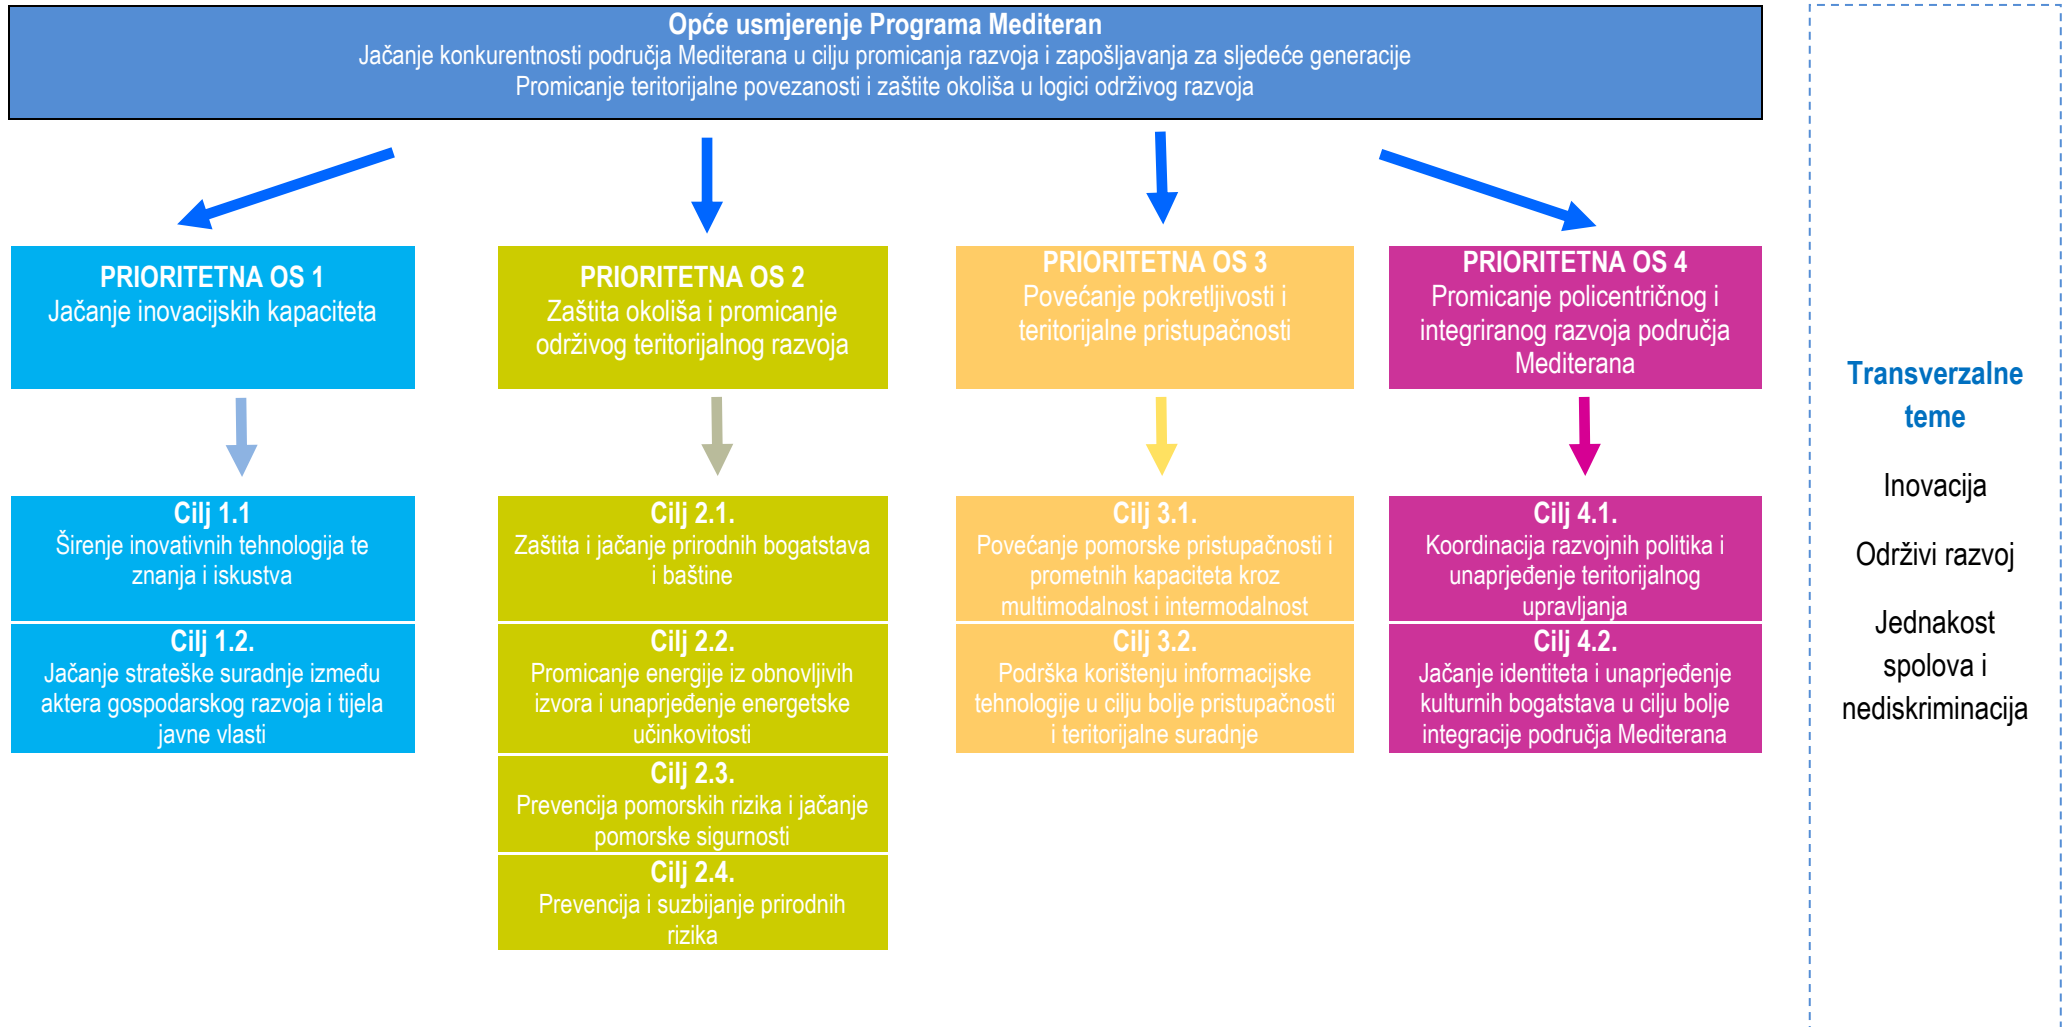 Opće usmjerenje Programa Mediteran
Jačanje konkurentnosti područja Mediterana u cilju promicanja razvoja i zapošljavanja za sljedeće generacije
Promicanje teritorijalne povezanosti i zaštite okoliša u logici održivog razvoja
PRIORITETNA OS 1
Jačanje inovacijskih kapaciteta
PRIORITETNA OS 2
Zaštita okoliša i promicanje
održivog teritorijalnog razvoja
PRIORITETNA OS 3
Povećanje pokretljivosti i
teritorijalne pristupačnosti
PRIORITETNA OS 4
Promicanje policentričnog i
integriranog razvoja područja
Mediterana
Cilj 1.1
Širenje inovativnih tehnologija te
znanja i iskustva
Cilj 1.2.
Jačanje strateške suradnje između
aktera gospodarskog razvoja i tijela
javne vlasti
Cilj 2.1.
Zaštita i jačanje prirodnih bogatstava
i baštine
Cilj 2.2.
Promicanje energije iz obnovljivih
izvora i unaprjeđenje energetske
učinkovitosti
Cilj 2.3.
Prevencija pomorskih rizika i jačanje
pomorske sigurnosti
Cilj 2.4.
Prevencija i suzbijanje prirodnih
rizika
Cilj 3.1.
Povećanje pomorske pristupačnosti i
prometnih kapaciteta kroz
multimodalnost i intermodalnost
Cilj 3.2.
Podrška korištenju informacijske
tehnologije u cilju bolje pristupačnosti
i teritorijalne suradnje
Cilj 4.1.
Koordinacija razvojnih politika i
unaprjeđenje teritorijalnog
upravljanja
Cilj 4.2.
Jačanje identiteta i unaprjeđenje
kulturnih bogatstava u cilju bolje
integracije područja Mediterana
Transverzalne
teme
Inovacija
Održivi razvoj
Jednakost
spolova i
nediskriminacija